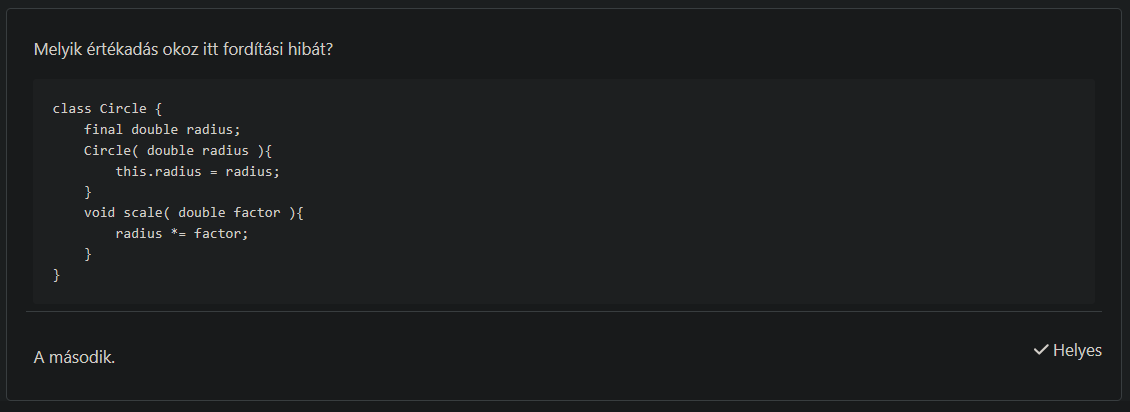 Melyik értékadás okoz itt fordítási hibát?
class Circle {
    final double radius;
    Circle( double radius ){
        this.radius = radius;
    }
    void scale( double factor ){
        radius *= factor;
    }
}
A második.
Helyes